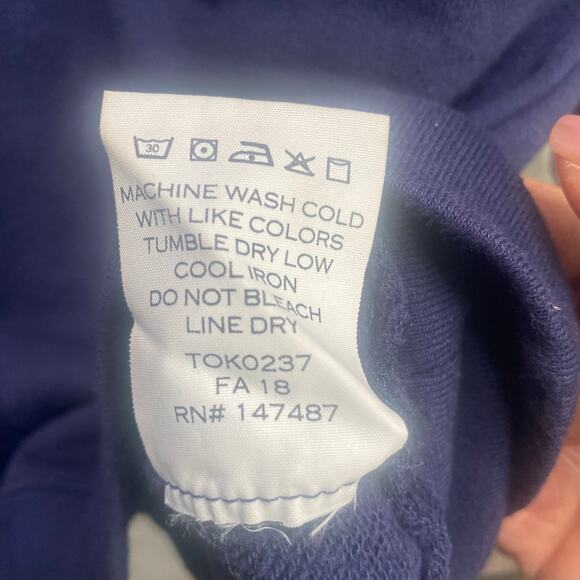 30
MACHINE WASH COLD
WITH LIKE COLORS
TUMBLE DRY LOW
COOL IRON
DO NOT BLEACH
LINE DRY
TOK0237
FA 18
RN# 147487